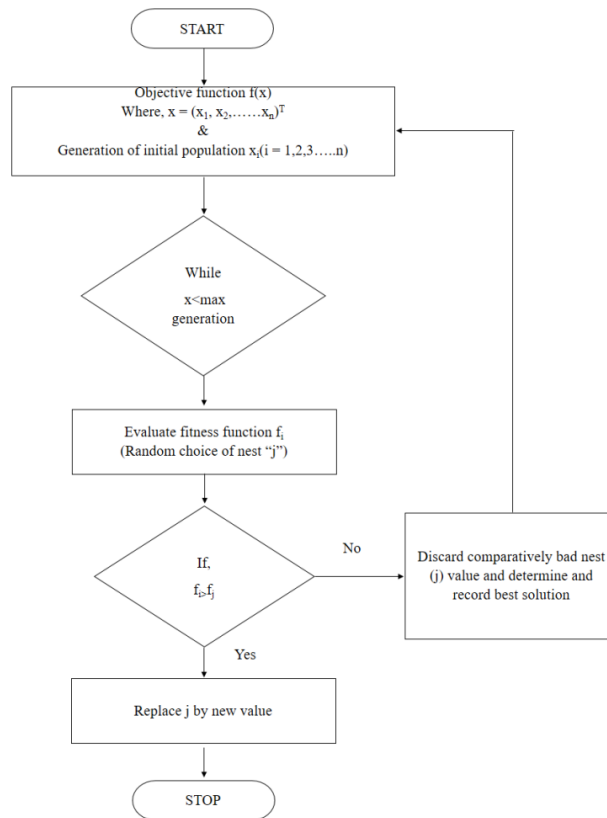 START
Objective function f(x)
Where, x = (x₁, x₂,……xₙ)ᵀ
&
Generation of initial population xᵢ(i = 1,2,3…..n)
While
x<max
generation
Evaluate fitness function fᵢ
(Random choice of nest “j”)
If,
fᵢ>fⱼ
No
Discard comparatively bad nest
(j) value and determine and
record best solution
Yes
Replace j by new value
STOP